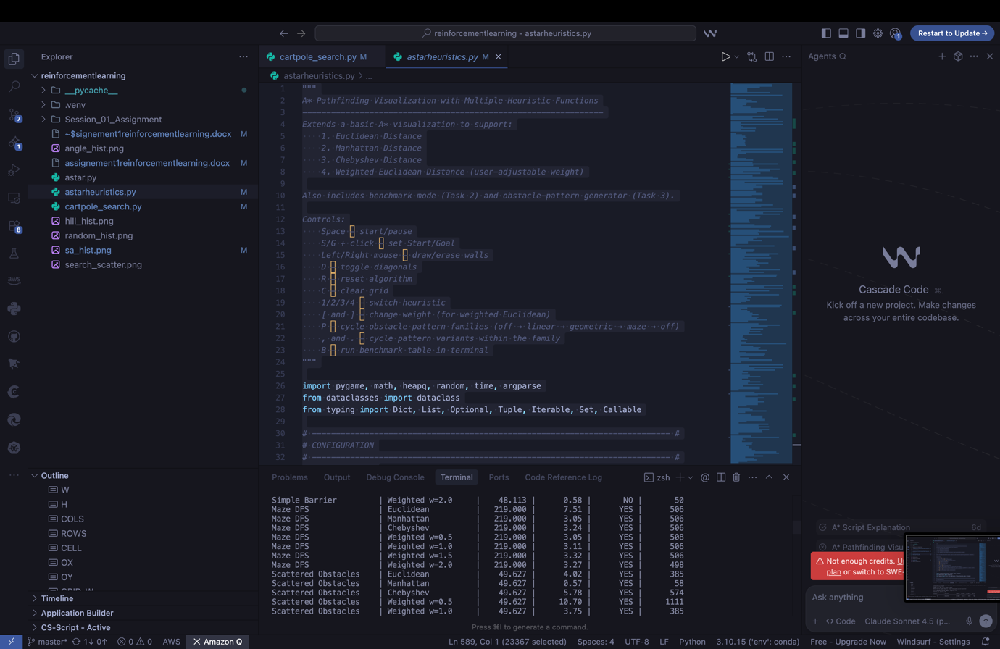 reinforcementlearning - astarheuristics.py
1
Restart to Update →
Explorer
reinforcementlearning
__pycache__
.venv
Session_01_Assignment
~$signement1reinforcementlearning.docx M
angle_hist.png
assignement1reinforcementlearning.docx M
astar.py
astarheuristics.py M
cartpole_search.py M
hill_hist.png
random_hist.png
sa_hist.png M
search_scatter.png
7
1
8
aws
Outline
W
H
COLS
ROWS
CELL
OX
OY
Timeline
Application Builder
CS-Script - Active
cartpole_search.py M
astarheuristics.py M
astarheuristics.py > ...
1 """
2 A* Pathfinding Visualization with Multiple Heuristic Functions
3
4 Extends a basic A* visualization to support:
5 ····1. Euclidean Distance
6 ····2. Manhattan Distance
7 ····3. Chebyshev Distance
8 ····4. Weighted Euclidean Distance (user-adjustable weight)
9
10 Also includes benchmark mode (Task 2) and obstacle-pattern generator (Task 3).
11
12 Controls:
13 ····Space – start/pause
14 ····S/G + click – set Start/Goal
15 ····Left/Right mouse – draw/erase walls
16 ····D – toggle diagonals
17 ····R – reset algorithm
18 ····C – clear grid
19 ····1/2/3/4 – switch heuristic
20 ····[ and ] – change weight (for weighted Euclidean)
21 ····P – cycle obstacle pattern families (off → linear → geometric → maze → off)
22 ····, and . – cycle pattern variants within the family
23 ····B – run benchmark table in terminal
24 """
25
26 import pygame, math, heapq, random, time, argparse
27 from dataclasses import dataclass
28 from typing import Dict, List, Optional, Tuple, Iterable, Set, Callable
29
30 # ---------------------------------------------------------------------------- #
31 # CONFIGURATION
32 # ---------------------------------------------------------------------------- #
Problems Output Debug Console Terminal Ports Code Reference Log zsh
Simple Barrier | Weighted w=2.0 | 48.113 | 0.58 | NO | 50
Maze DFS | Euclidean | 219.000 | 7.51 | YES | 506
Maze DFS | Manhattan | 219.000 | 3.05 | YES | 506
Maze DFS | Chebyshev | 219.000 | 3.24 | YES | 506
Maze DFS | Weighted w=0.5 | 219.000 | 3.05 | YES | 508
Maze DFS | Weighted w=1.0 | 219.000 | 3.11 | YES | 506
Maze DFS | Weighted w=1.5 | 219.000 | 3.32 | YES | 506
Maze DFS | Weighted w=2.0 | 219.000 | 3.27 | YES | 498
Scattered Obstacles | Euclidean | 49.627 | 4.02 | YES | 385
Scattered Obstacles | Manhattan | 49.627 | 0.57 | YES | 58
Scattered Obstacles | Chebyshev | 49.627 | 5.78 | YES | 574
Scattered Obstacles | Weighted w=0.5 | 49.627 | 10.70 | YES | 1111
Scattered Obstacles | Weighted w=1.0 | 49.627 | 3.75 | YES | 385
Press ⌘I to generate a command.
Agents
Cascade Code ⌘.
Kick off a new project. Make changes
across your entire codebase.
A* Script Explanation 6d
A* Pathfinding Visu
Not enough credits.
plan or switch to SWE-
Ask anything
+ <> Code Claude Sonnet 4.5 (p...
master* 1↓ 0↑ 0 0 AWS Amazon Q Ln 589, Col 1 (23367 selected) Spaces: 4 UTF-8 LF Python 3.10.15 ('env': conda) Free - Upgrade Now Windsurf - Settings